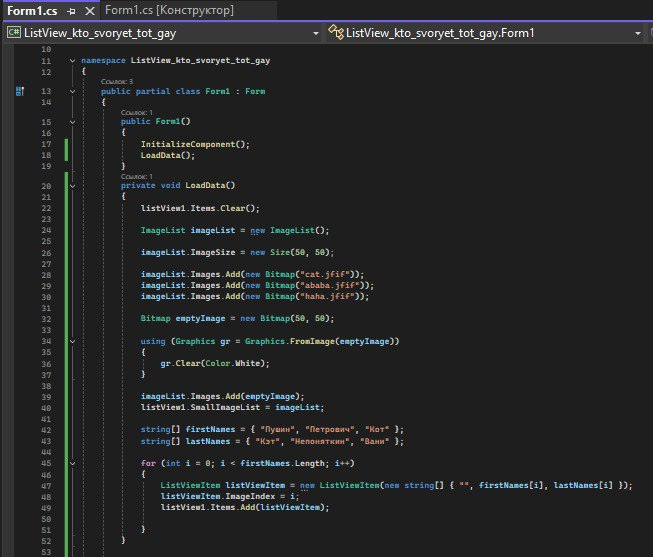 Form1.cs Form1.cs [Конструктор]
ListView_kto_svoryet_tot_gay ListView_kto_svoryet_tot_gay.Form1
10
11 namespace ListView_kto_svoryet_tot_gay
12 {
Ссылок: 3
13 public partial class Form1 : Form
14 {
Ссылок: 1
15 public Form1()
16 {
17 InitializeComponent();
18 LoadData();
19 }
Ссылок: 1
20 private void LoadData()
21 {
22 listView1.Items.Clear();
23
24 ImageList imageList = new ImageList();
25
26 imageList.ImageSize = new Size(50, 50);
27
28 imageList.Images.Add(new Bitmap("cat.jfif"));
29 imageList.Images.Add(new Bitmap("ababa.jfif"));
30 imageList.Images.Add(new Bitmap("haha.jfif"));
31
32 Bitmap emptyImage = new Bitmap(50, 50);
33
34 using (Graphics gr = Graphics.FromImage(emptyImage))
35 {
36 gr.Clear(Color.White);
37 }
38
39 imageList.Images.Add(emptyImage);
40 listView1.SmallImageList = imageList;
41
42 string[] firstNames = { "Пушин", "Петрович", "Кот" };
43 string[] lastNames = { "Кэт", "Непоняткин", "Вани" };
44
45 for (int i = 0; i < firstNames.Length; i++)
46 {
47 ListViewItem listViewItem = new ListViewItem(new string[] { "", firstNames[i], lastNames[i] });
48 listViewItem.ImageIndex = i;
49 listView1.Items.Add(listViewItem);
50
51 }
52 }
53